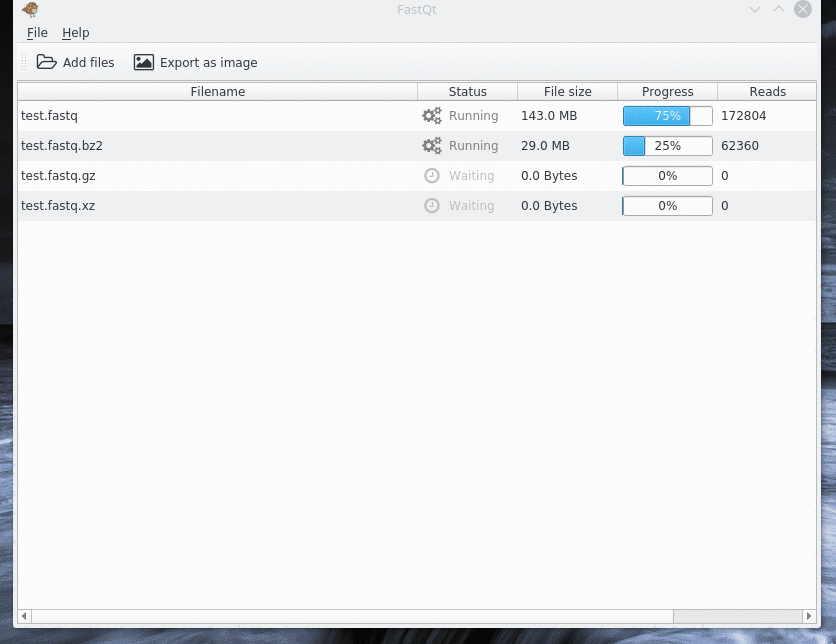 FastQt
File Help
Add files Export as image
Filename Status File size Progress Reads
test.fastq Running 143.0 MB 75% 172804
test.fastq.bz2 Running 29.0 MB 25% 62360
test.fastq.gz Waiting 0.0 Bytes 0% 0
test.fastq.xz Waiting 0.0 Bytes 0% 0